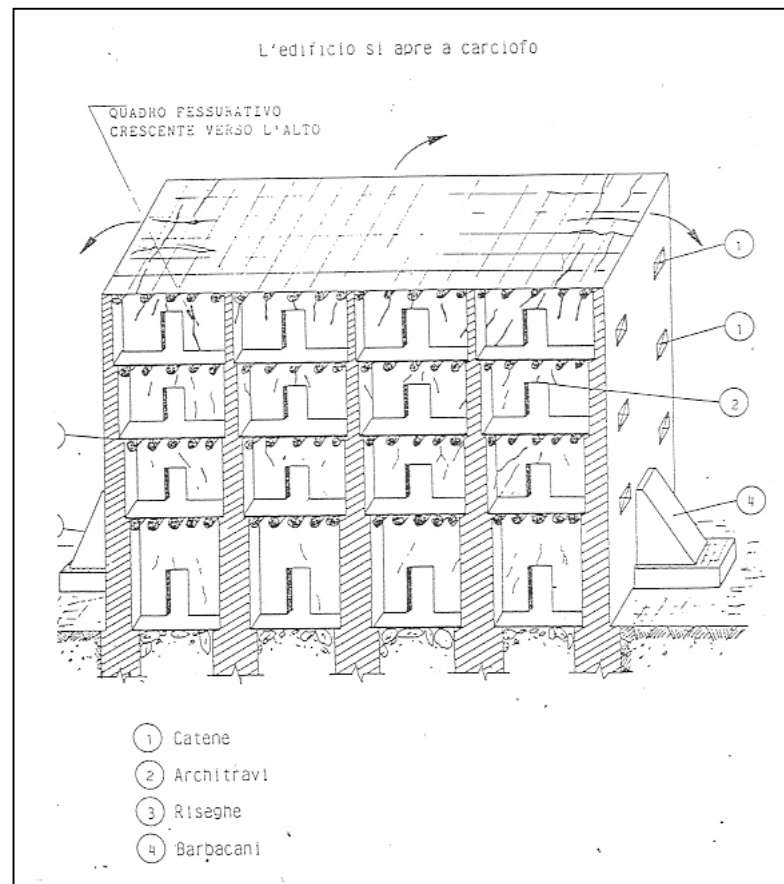 L'edificio si apre a carciofo
QUADRO FESSURATIVO
CRESCENTE VERSO L'ALTO
1
1
2
4
1 Catene
2 Architravi
3 Riseghe
4 Barbacani